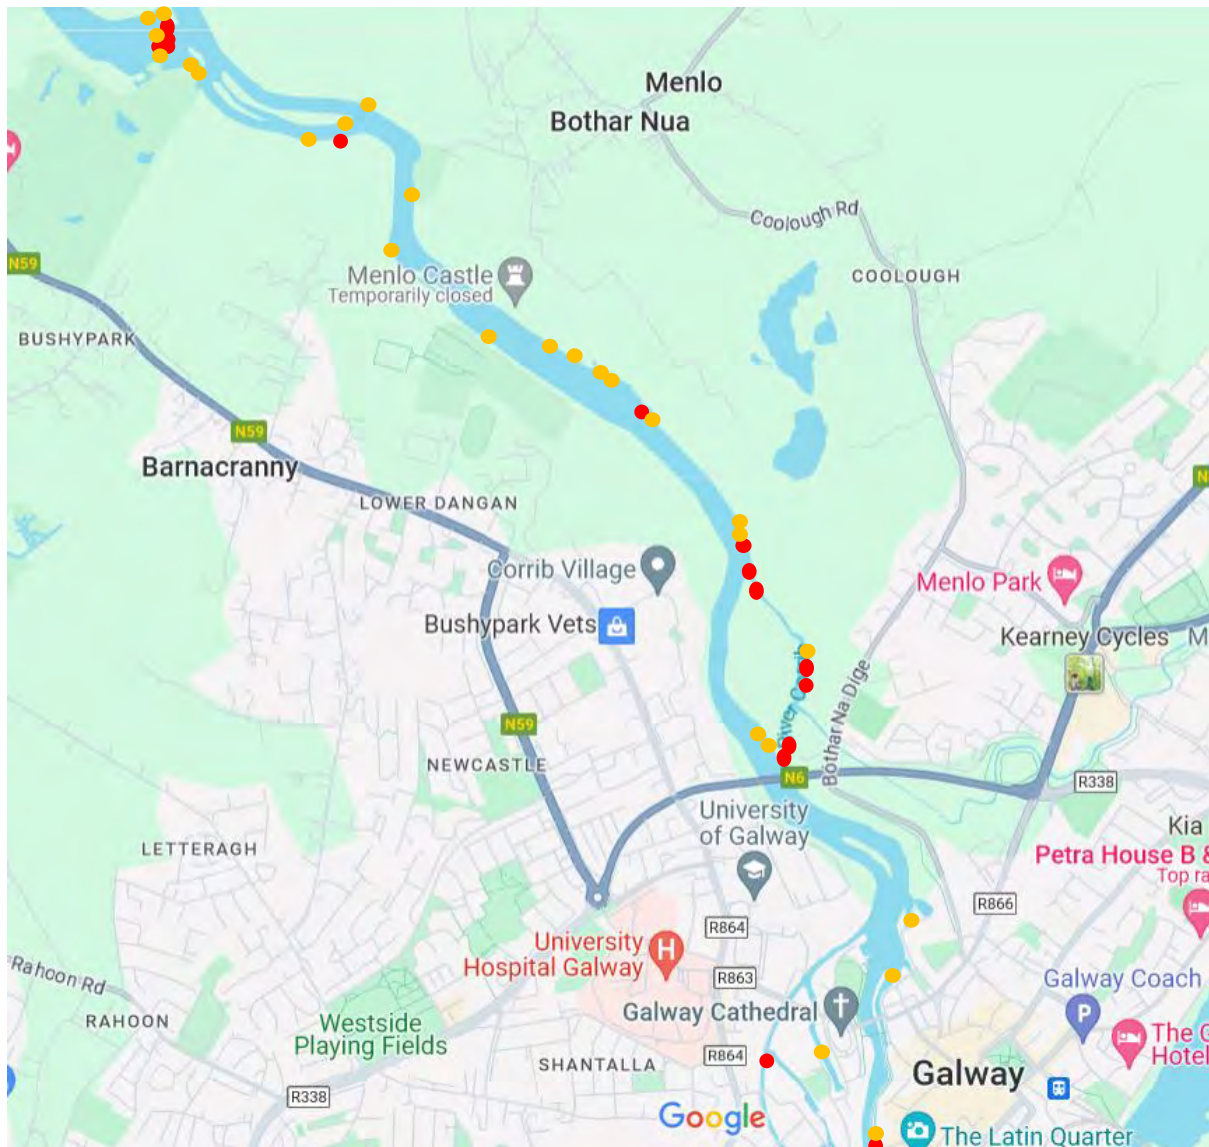 Menlo
Bothar Nua
Coolough Rd
COOLOUGH
N59
Menlo Castle
Temporarily closed
BUSHYPARK
N59
Barnacranny
LOWER DANGAN
Corrib Village
Menlo Park
Bushypark Vets
Kearney Cycles
M
River Corrib
Bothar Na Dige
N59
NEWCASTLE
N6
R338
University
of Galway
Kia
LETTERAGH
Petra House B &
Top ra
R866
R864
University
Hospital Galway
H
Rahoon Rd
R863
Galway Coach
Galway Cathedral
P
RAHOON
Westside
Playing Fields
SHANTALLA
R864
The G
Hotel
Galway
R338
Google
The Latin Quarter